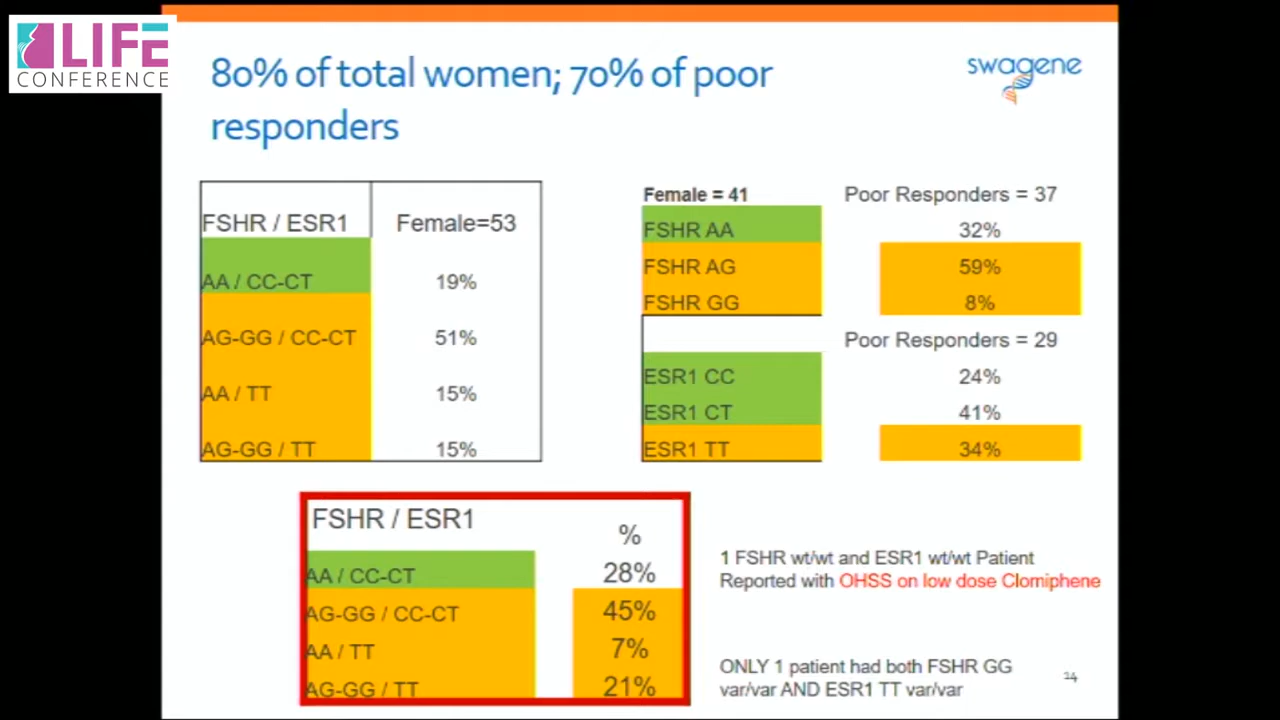 LIFE
CONFERENCE
80% of total women; 70% of poor
responders
swagene
FSHR / ESR1 Female=53
AA / CC-CT 19%
AG-GG / CC-CT 51%
AA / TT 15%
AG-GG / TT 15%
Female = 41 Poor Responders = 37
FSHR AA 32%
FSHR AG 59%
FSHR GG 8%
Poor Responders = 29
ESR1 CC 24%
ESR1 CT 41%
ESR1 TT 34%
FSHR / ESR1 %
AA / CC-CT 28%
AG-GG / CC-CT 45%
AA / TT 7%
AG-GG / TT 21%
1 FSHR wt/wt and ESR1 wt/wt Patient
Reported with OHSS on low dose Clomiphene
ONLY 1 patient had both FSHR GG
var/var AND ESR1 TT var/var
24